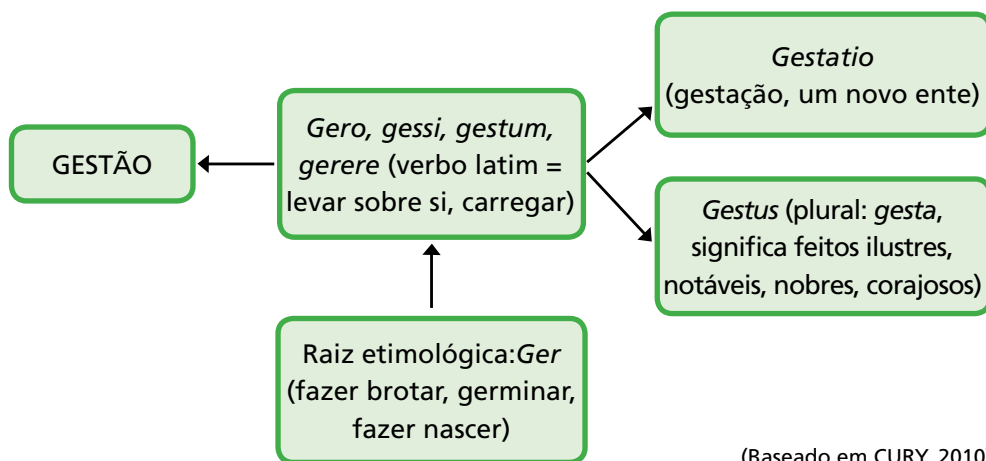 GESTÃO
Gero, gessi, gestum,
gerere (verbo latim =
levar sobre si, carregar)
Gestatio
(gestação, um novo ente)
Gestus (plural: gesta,
significa feitos ilustres,
notáveis, nobres, corajosos)
Raiz etimológica:Ger
(fazer brotar, germinar,
fazer nascer)
(Baseado em CURY, 2010